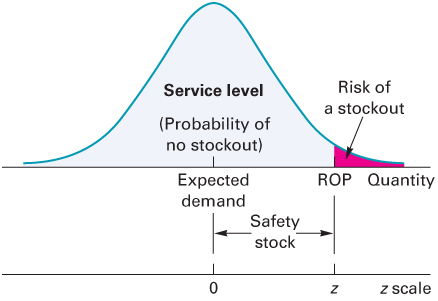 Service level
(Probability of
no stockout)
Risk of
a stockout
Expected
demand
ROP
Quantity
Safety
stock
0
z
z scale